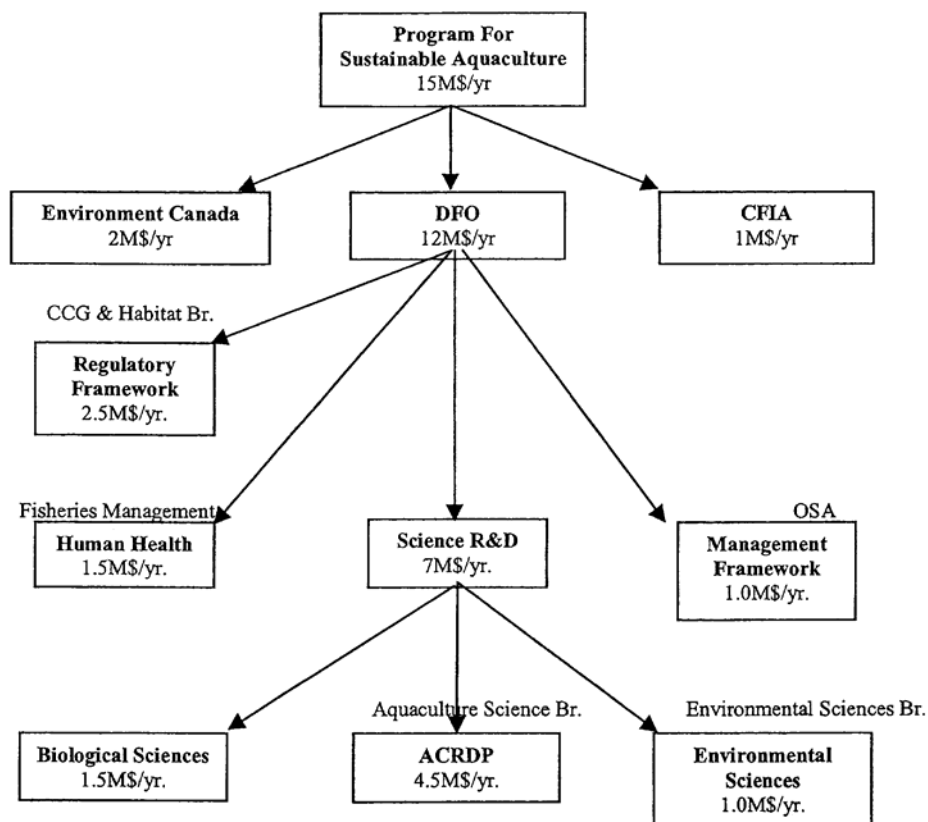 Program For
Sustainable Aquaculture
15M$/yr
Environment Canada
2M$/yr
DFO
12M$/yr
CFIA
1M$/yr
CCG & Habitat Br.
Regulatory
Framework
2.5M$/yr.
Fisheries Management
Human Health
1.5M$/yr.
Science R&D
7M$/yr.
OSA
Management
Framework
1.0M$/yr.
Biological Sciences
1.5M$/yr.
Aquaculture Science Br.
ACRDP
4.5M$/yr.
Environmental Sciences Br.
Environmental
Sciences
1.0M$/yr.